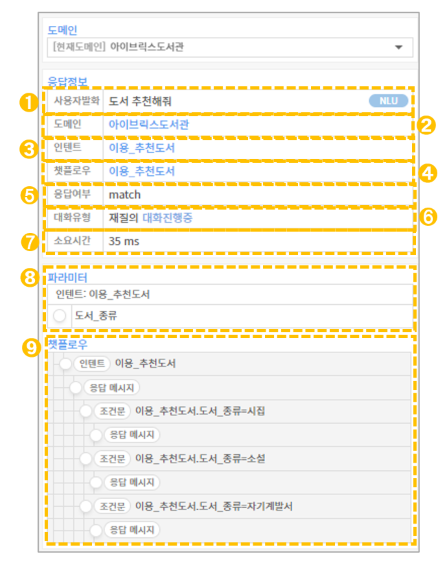 도메인
[현재도메인] 아이브릭스도서관
응답정보
1 사용자발화 도서 추천해줘 NLU
도메인 아이브릭스도서관 2
3 인텐트 이용_추천도서
챗플로우 이용_추천도서 4
5 응답여부 match
대화유형 재질의 대화진행중 6
7 소요시간 35 ms
8 파라미터
인텐트: 이용_추천도서
도서_종류
9 챗플로우
인텐트 이용_추천도서
응답 메시지
조건문 이용_추천도서.도서_종류=시집
응답 메시지
조건문 이용_추천도서.도서_종류=소설
응답 메시지
조건문 이용_추천도서.도서_종류=자기계발서
응답 메시지